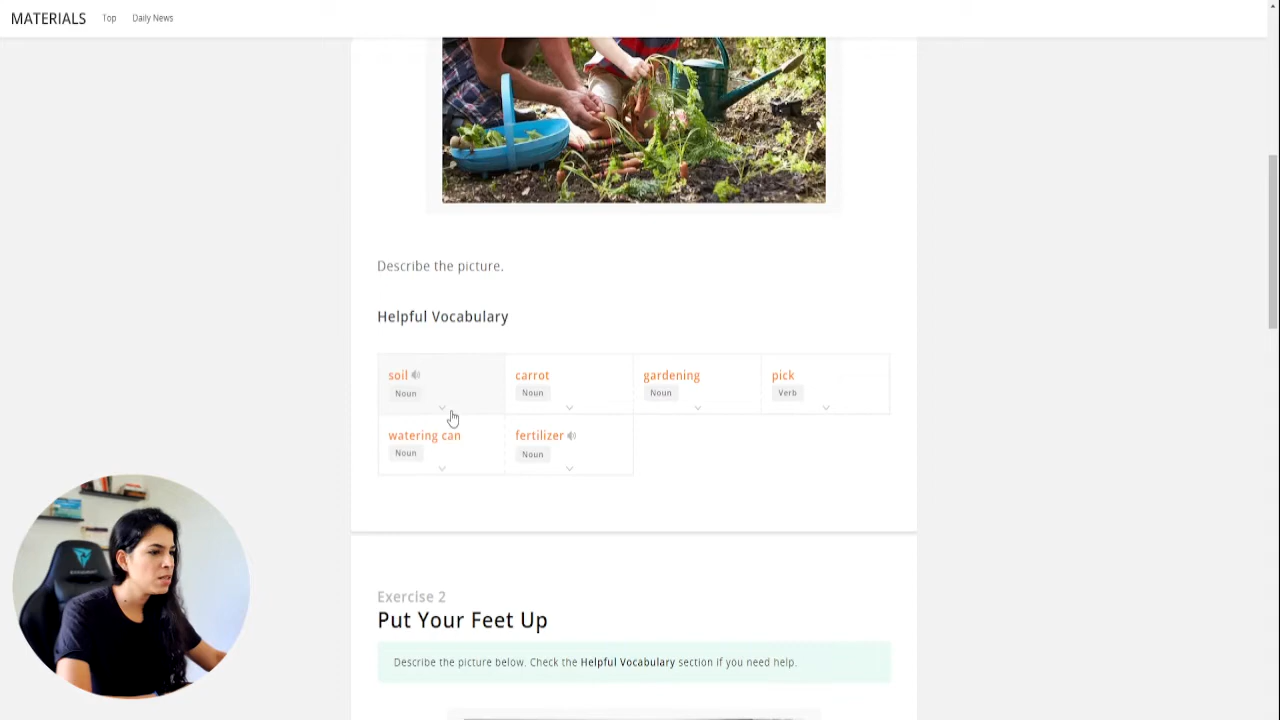 MATERIALS Top Daily News
Describe the picture.
Helpful Vocabulary
soil carrot gardening pick
Noun Noun Noun Verb
watering can fertilizer
Noun Noun
Exercise 2
Put Your Feet Up
Describe the picture below. Check the Helpful Vocabulary section if you need help.